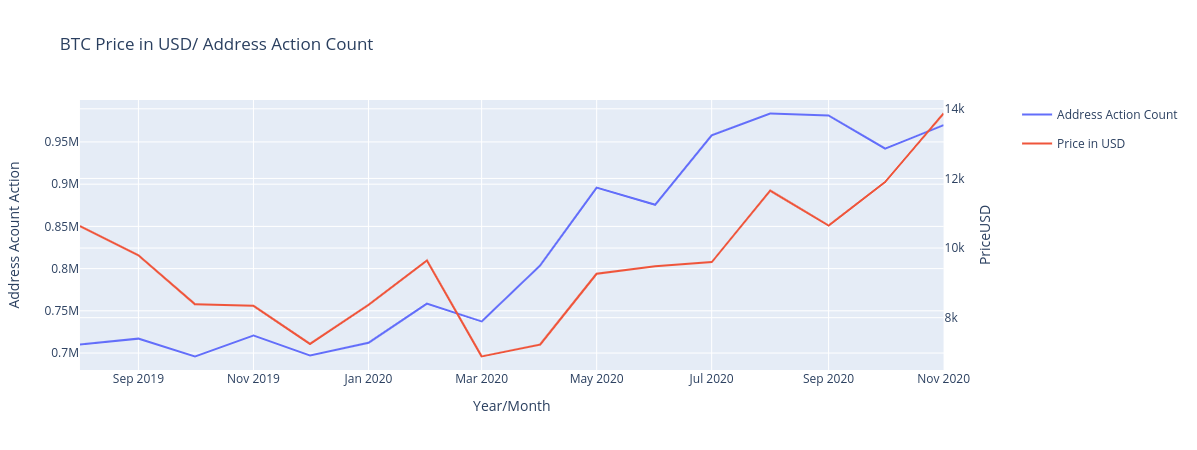 BTC Price in USD/ Address Action Count
Address Action Count
Price in USD
0.95M
0.9M
0.85M
0.8M
0.75M
0.7M
Address Acount Action
14k
12k
10k
8k
PriceUSD
Sep 2019
Nov 2019
Jan 2020
Mar 2020
May 2020
Jul 2020
Sep 2020
Nov 2020
Year/Month